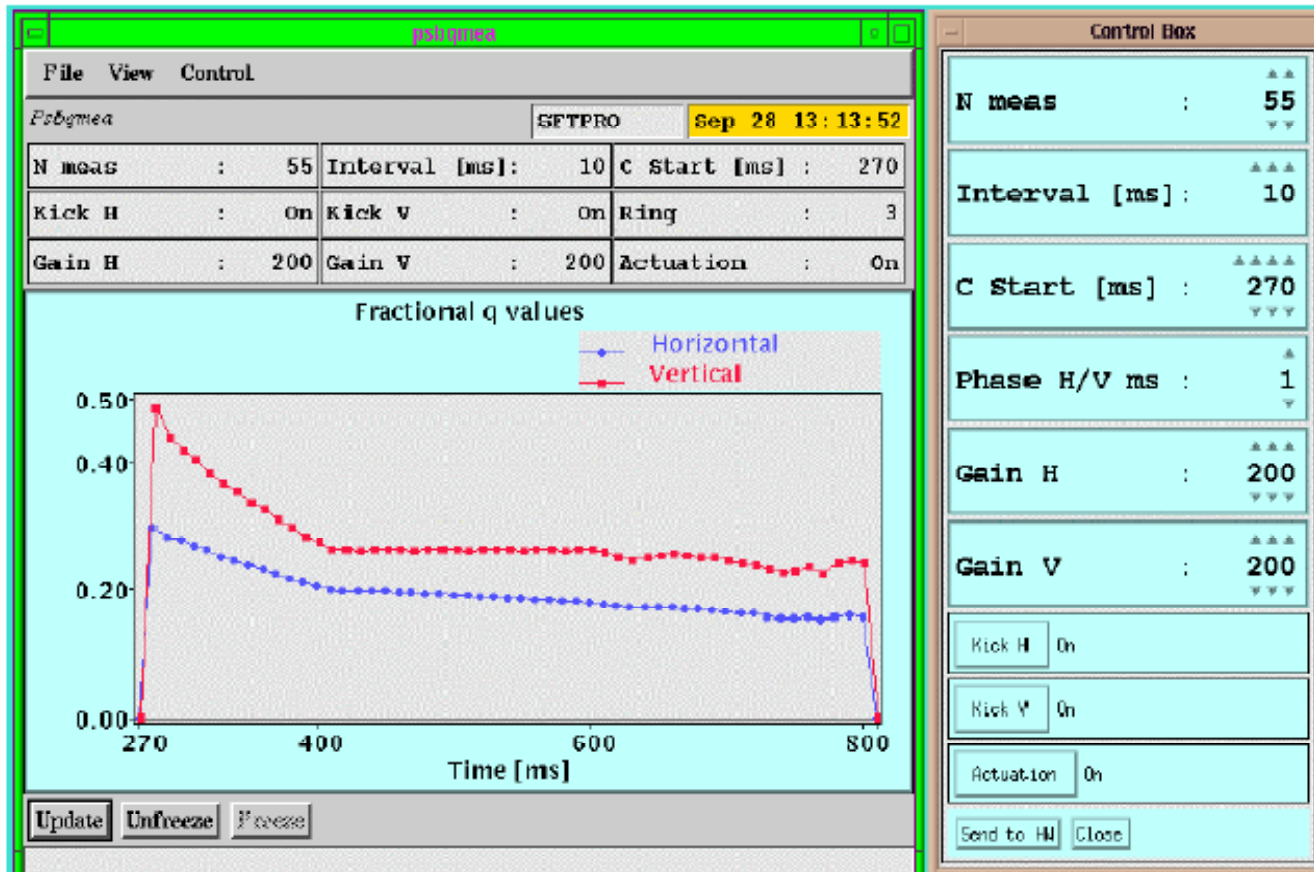 psbqmea
File View Control
Psbqmea SFTPRO Sep 28 13:13:52
N meas : 55 Interval [ms]: 10 C Start [ms] : 270
Kick H : On Kick V : On Ring : 3
Gain H : 200 Gain V : 200 Actuation : On
Fractional q values
Horizontal
Vertical
0.50
0.40
0.20
0.00
270 400 600 800
Time [ms]
Update Unfreeze Freeze
Control Box
N meas : 55
Interval [ms]: 10
C Start [ms] : 270
Phase H/V ms : 1
Gain H : 200
Gain V : 200
Kick H On
Kick V On
Actuation On
Send to HW Close